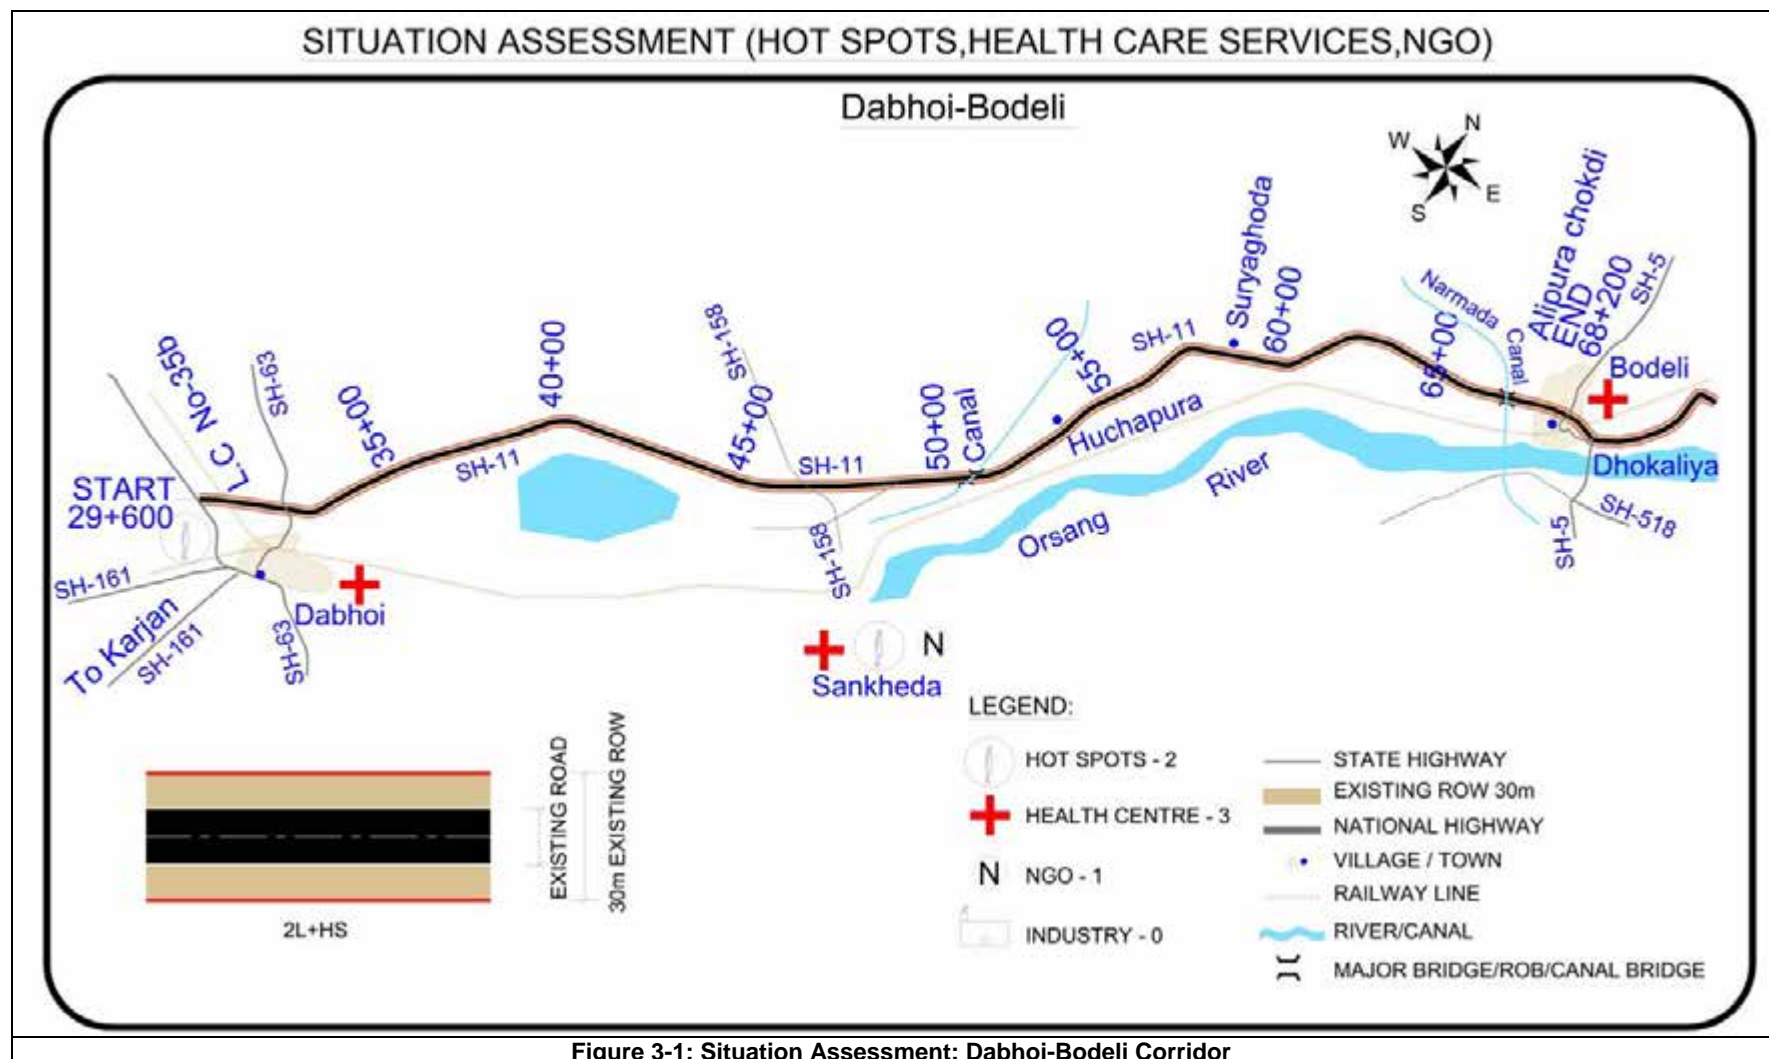 SITUATION ASSESSMENT (HOT SPOTS,HEALTH CARE SERVICES,NGO)
Dabhoi-Bodeli
N
W
E
S
START
29+600
L.C No-35b
SH-63
35+00
SH-11
40+00
SH-158
45+00
SH-11
50+00
Canal
55+00
SH-11
Suryaghoda
60+00
Huchapura
Narmada
Canal
65+00
Alipura chokdi
END
68+200
SH-5
Bodeli
Dhokaliya
SH-518
SH-5
River
Orsang
SH-158
SH-161
To Karjan
SH-161
SH-63
Dabhoi
N
Sankheda
EXISTING ROAD
30m EXISTING ROW
2L+HS
LEGEND:
HOT SPOTS - 2
HEALTH CENTRE - 3
N NGO - 1
INDUSTRY - 0
STATE HIGHWAY
EXISTING ROW 30m
NATIONAL HIGHWAY
VILLAGE / TOWN
RAILWAY LINE
RIVER/CANAL
MAJOR BRIDGE/ROB/CANAL BRIDGE
Figure 3-1: Situation Assessment: Dabhoi-Bodeli Corridor